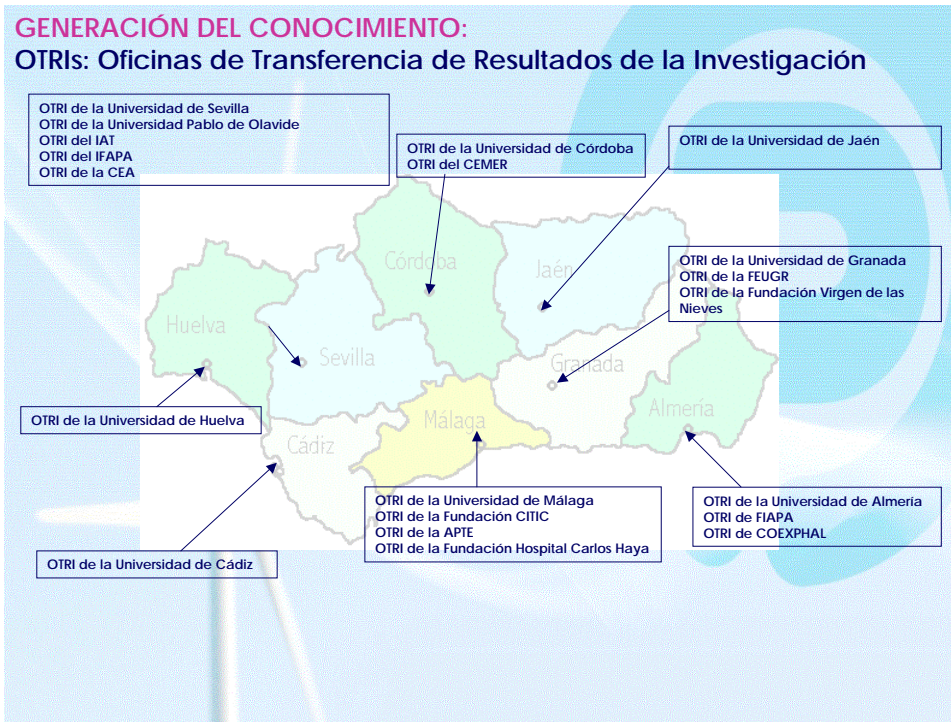 GENERACIÓN DEL CONOCIMIENTO:
OTRIs: Oficinas de Transferencia de Resultados de la Investigación
OTRI de la Universidad de Sevilla
OTRI de la Universidad Pablo de Olavide
OTRI del IAT
OTRI del IFAPA
OTRI de la CEA
OTRI de la Universidad de Córdoba
OTRI del CEMER
OTRI de la Universidad de Jaén
OTRI de la Universidad de Granada
OTRI de la FEUGR
OTRI de la Fundación Virgen de las
Nieves
Córdoba
Jaén
Huelva
Sevilla
Granada
Almería
Málaga
Cádiz
OTRI de la Universidad de Huelva
OTRI de la Universidad de Málaga
OTRI de la Fundación CITIC
OTRI de la APTE
OTRI de la Fundación Hospital Carlos Haya
OTRI de la Universidad de Almería
OTRI de FIAPA
OTRI de COEXPHAL
OTRI de la Universidad de Cádiz